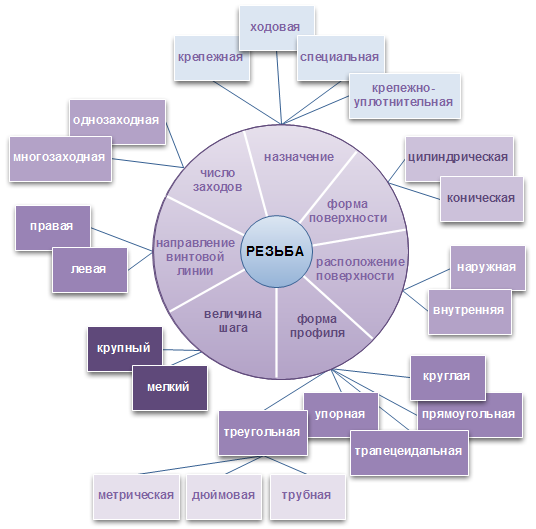 ходовая
крепежная
специальная
крепежно-
уплотнительная
однозаходная
многозаходная
цилиндрическая
коническая
число
заходов
назначение
форма
поверхности
правая
левая
направление
винтовой
линии
РЕЗЬБА
расположение
поверхности
наружная
внутренняя
величина
шага
форма
профиля
крупный
мелкий
круглая
прямоугольная
упорная
трапецеидальная
треугольная
метрическая
дюймовая
трубная